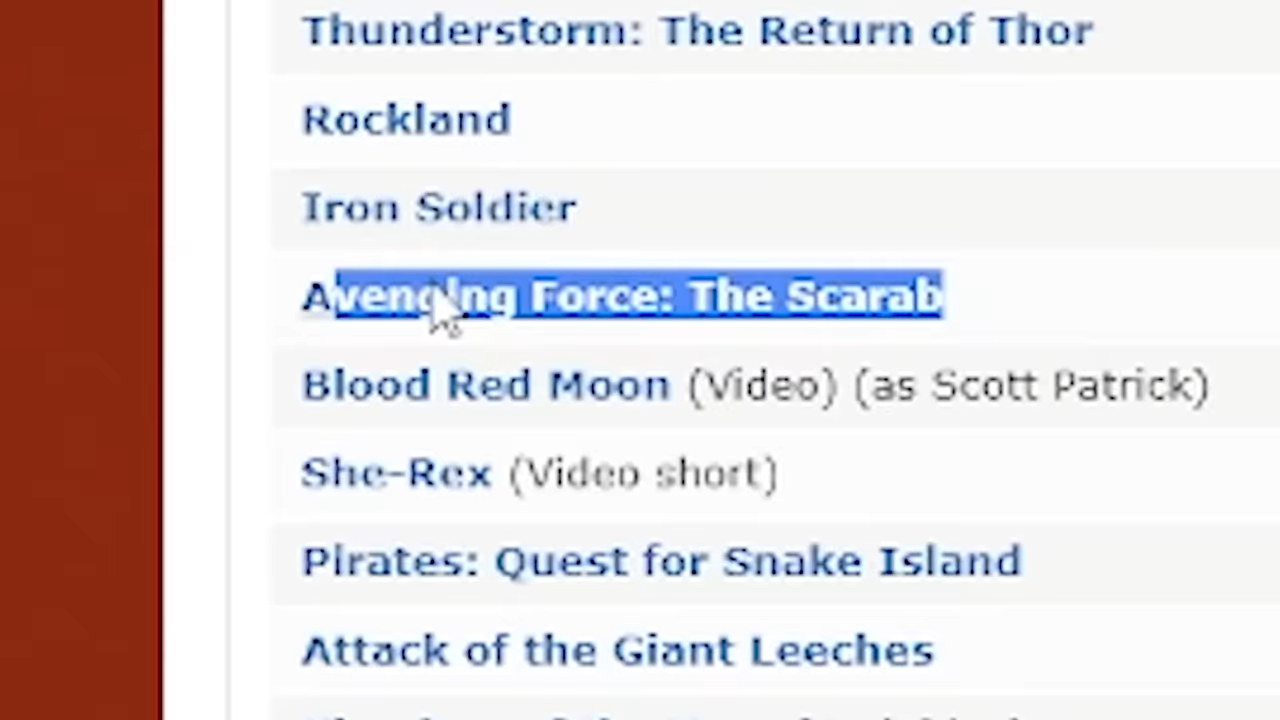 Thunderstorm: The Return of Thor
Rockland
Iron Soldier
Avenging Force: The Scarab
Blood Red Moon (Video) (as Scott Patrick)
She-Rex (Video short)
Pirates: Quest for Snake Island
Attack of the Giant Leeches